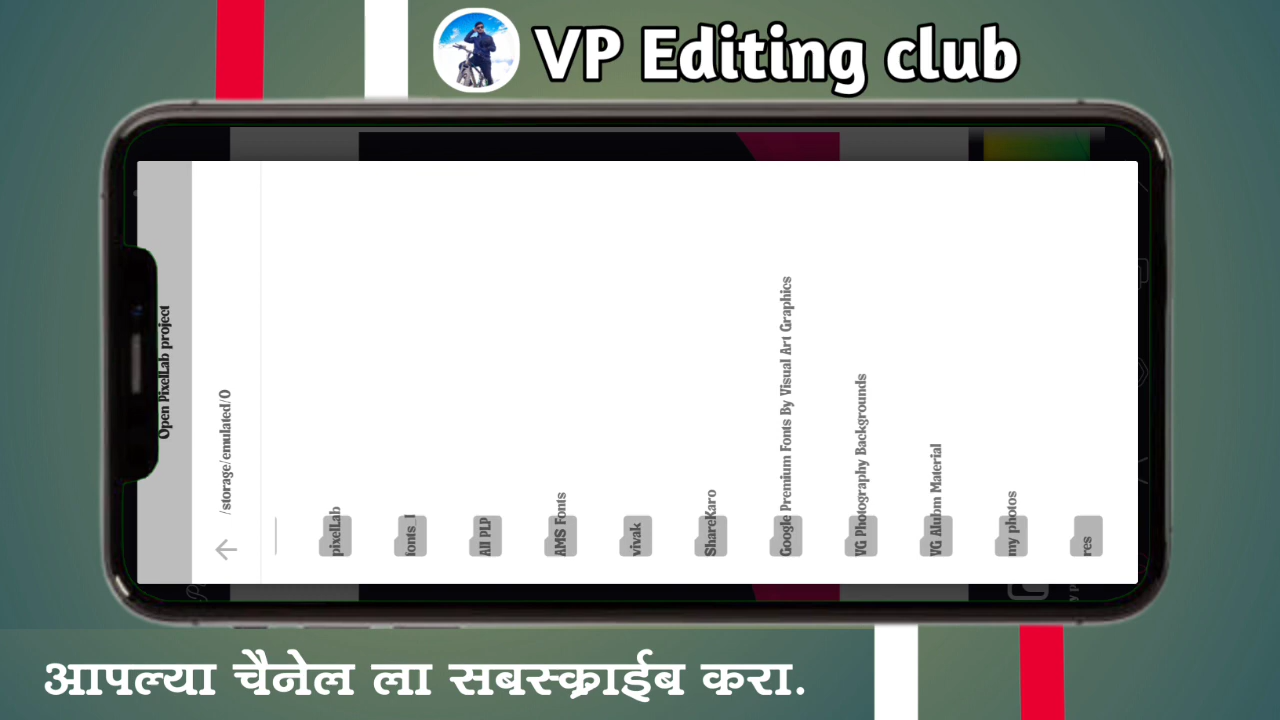 VP Editing club
Open PixelLab project
/storage/emulated/0
pixelLab
fonts_1
All PLP
AMS Fonts
vivak
ShareKaro
Google Premium Fonts By Visual Art Graphics
VG Photography Backgrounds
VG Alubm Material
my photos
res
आपल्या चैनेल ला सबस्क्राईब करा.